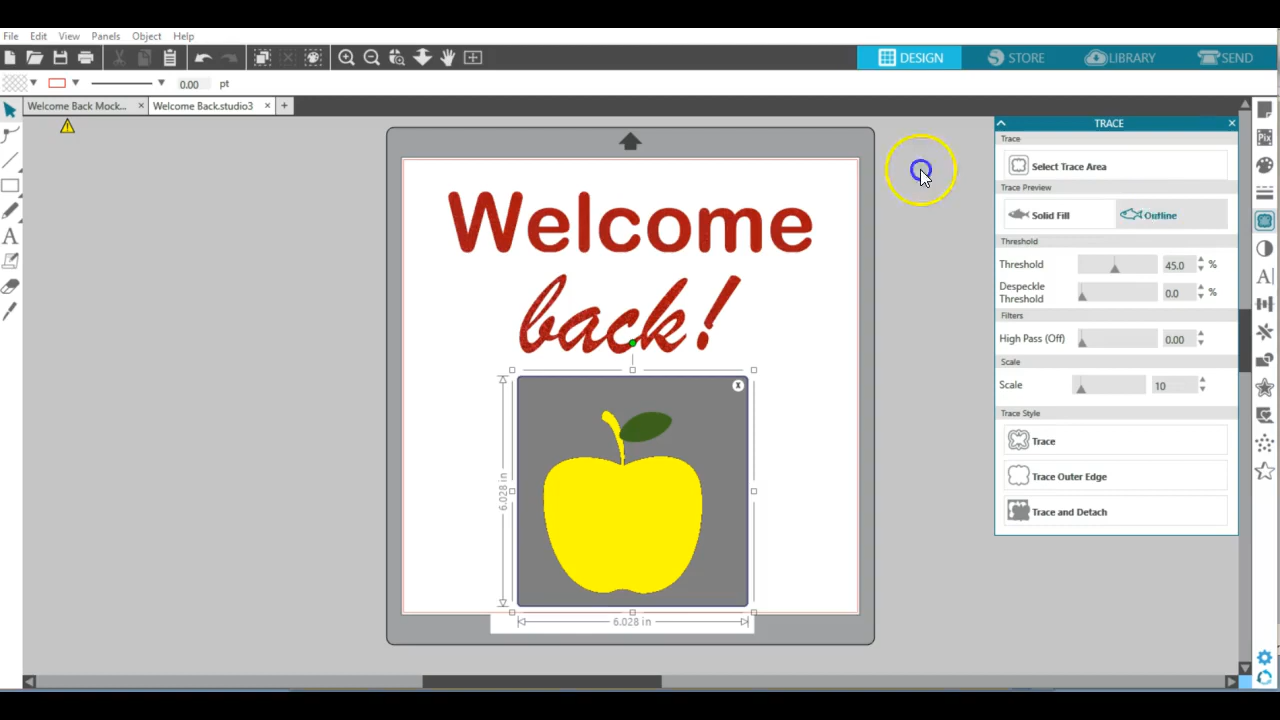 File Edit View Panels Object Help
DESIGN STORE LIBRARY SEND
0.00 pt
Welcome Back Mock... × Welcome Back.studio3 × +
TRACE
Trace
Select Trace Area
Trace Preview
Solid Fill Outline
Threshold
Threshold 45.0 %
Despeckle
Threshold 0.0 %
Filters
High Pass (Off) 0.00
Scale
Scale 10
Trace Style
Trace
Trace Outer Edge
Trace and Detach
Welcome
back!
X
6.028 in
6.028 in